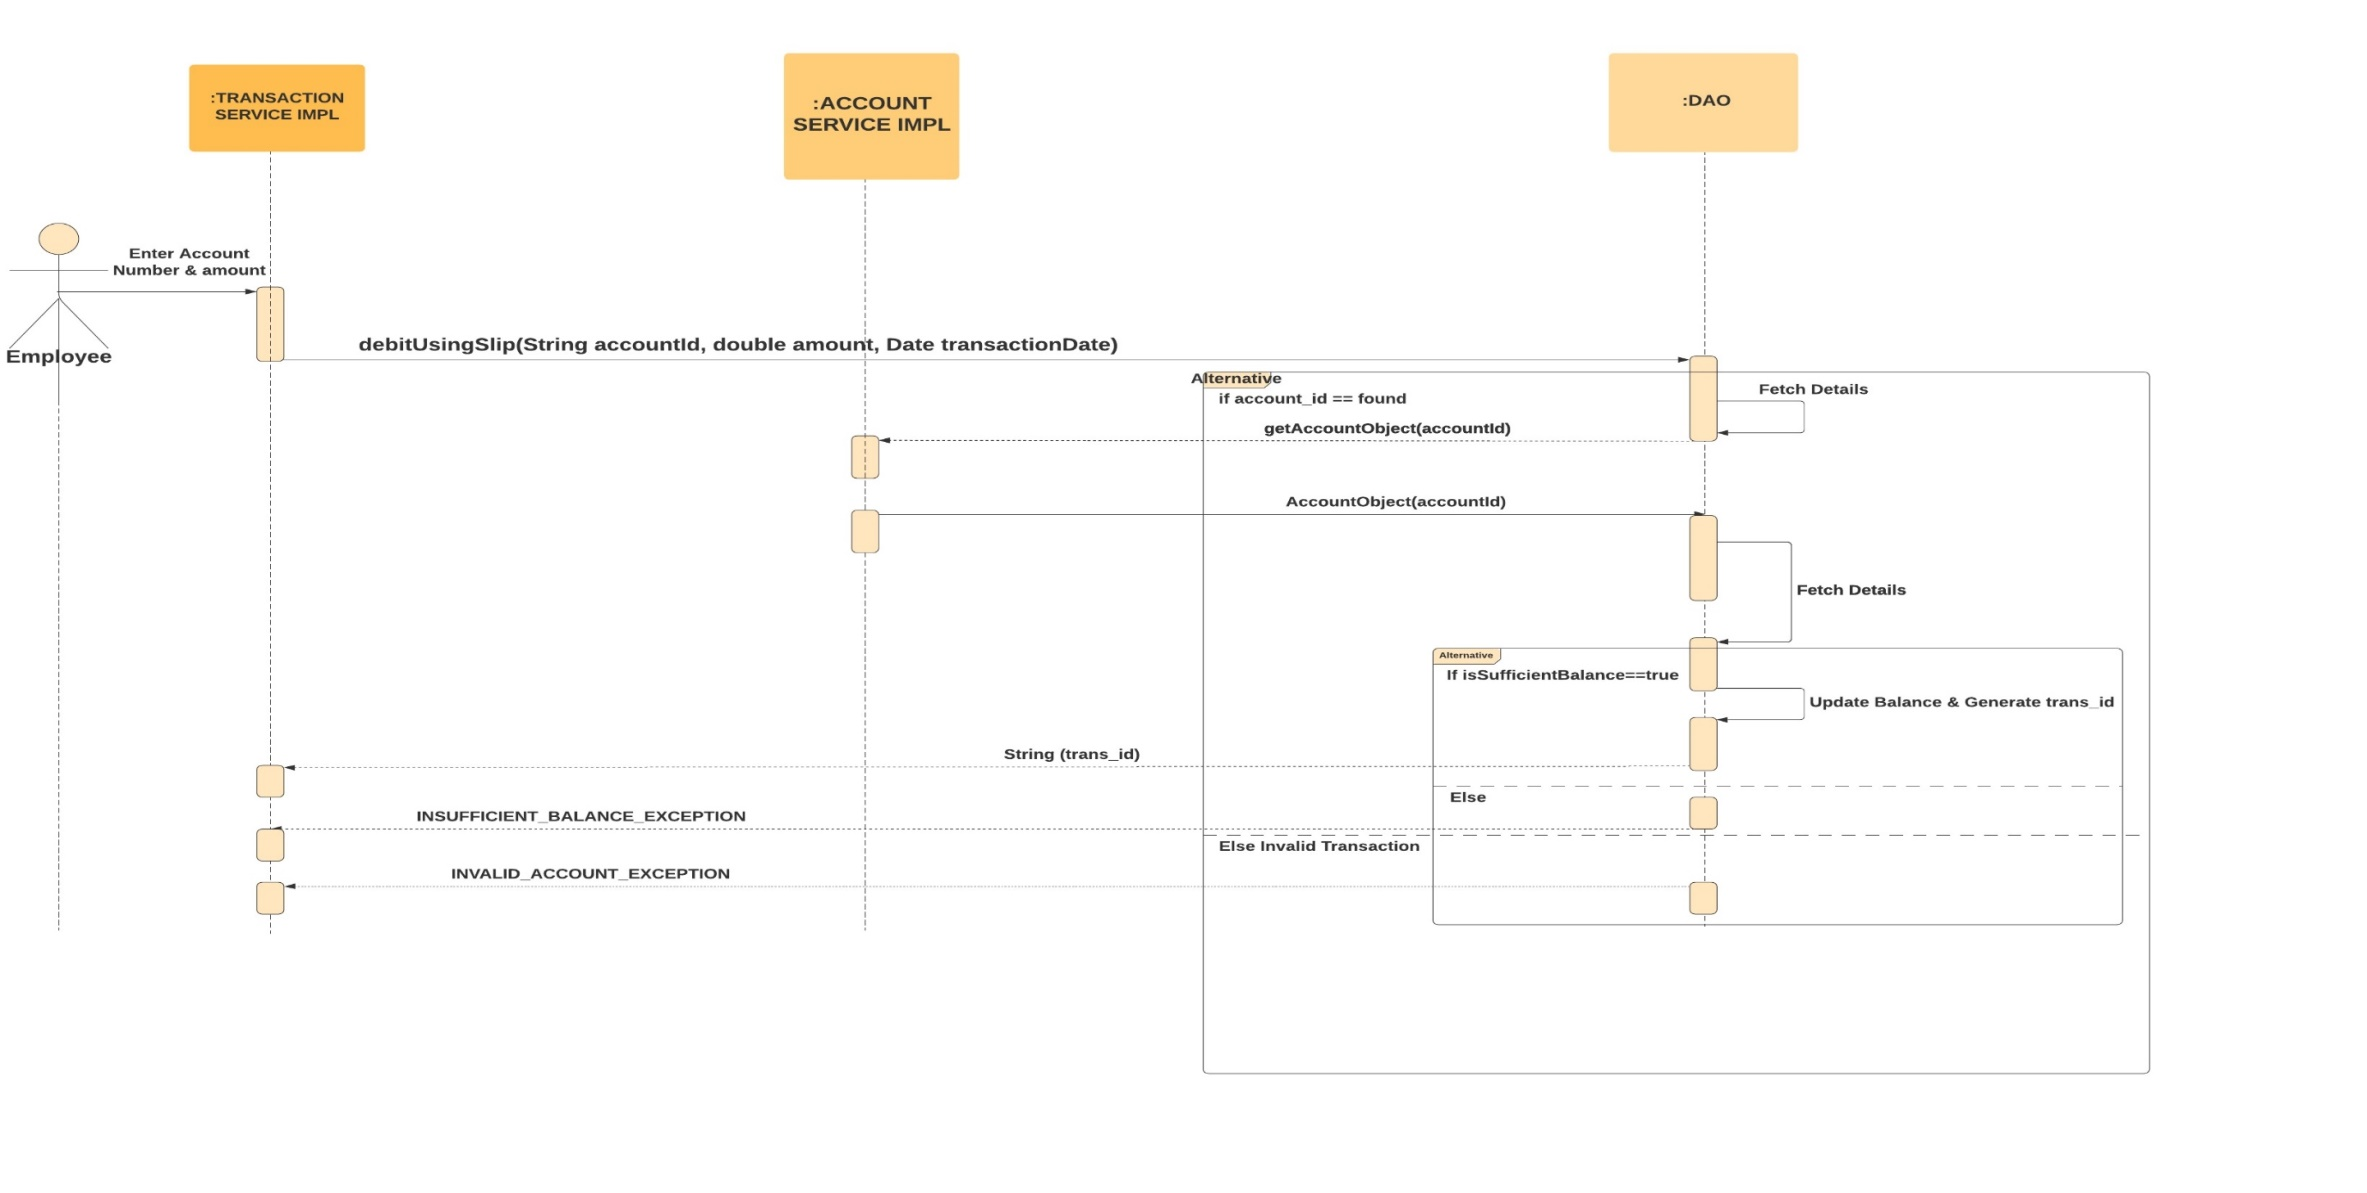 :TRANSACTION
SERVICE IMPL
:ACCOUNT
SERVICE IMPL
:DAO
Enter Account
Number & amount
Employee
debitUsingSlip(String accountId, double amount, Date transactionDate)
Alternative
if account_id == found
Fetch Details
getAccountObject(accountId)
AccountObject(accountId)
Fetch Details
Alternative
If isSufficientBalance==true
Update Balance & Generate trans_id
String (trans_id)
Else
INSUFFICIENT_BALANCE_EXCEPTION
Else Invalid Transaction
INVALID_ACCOUNT_EXCEPTION